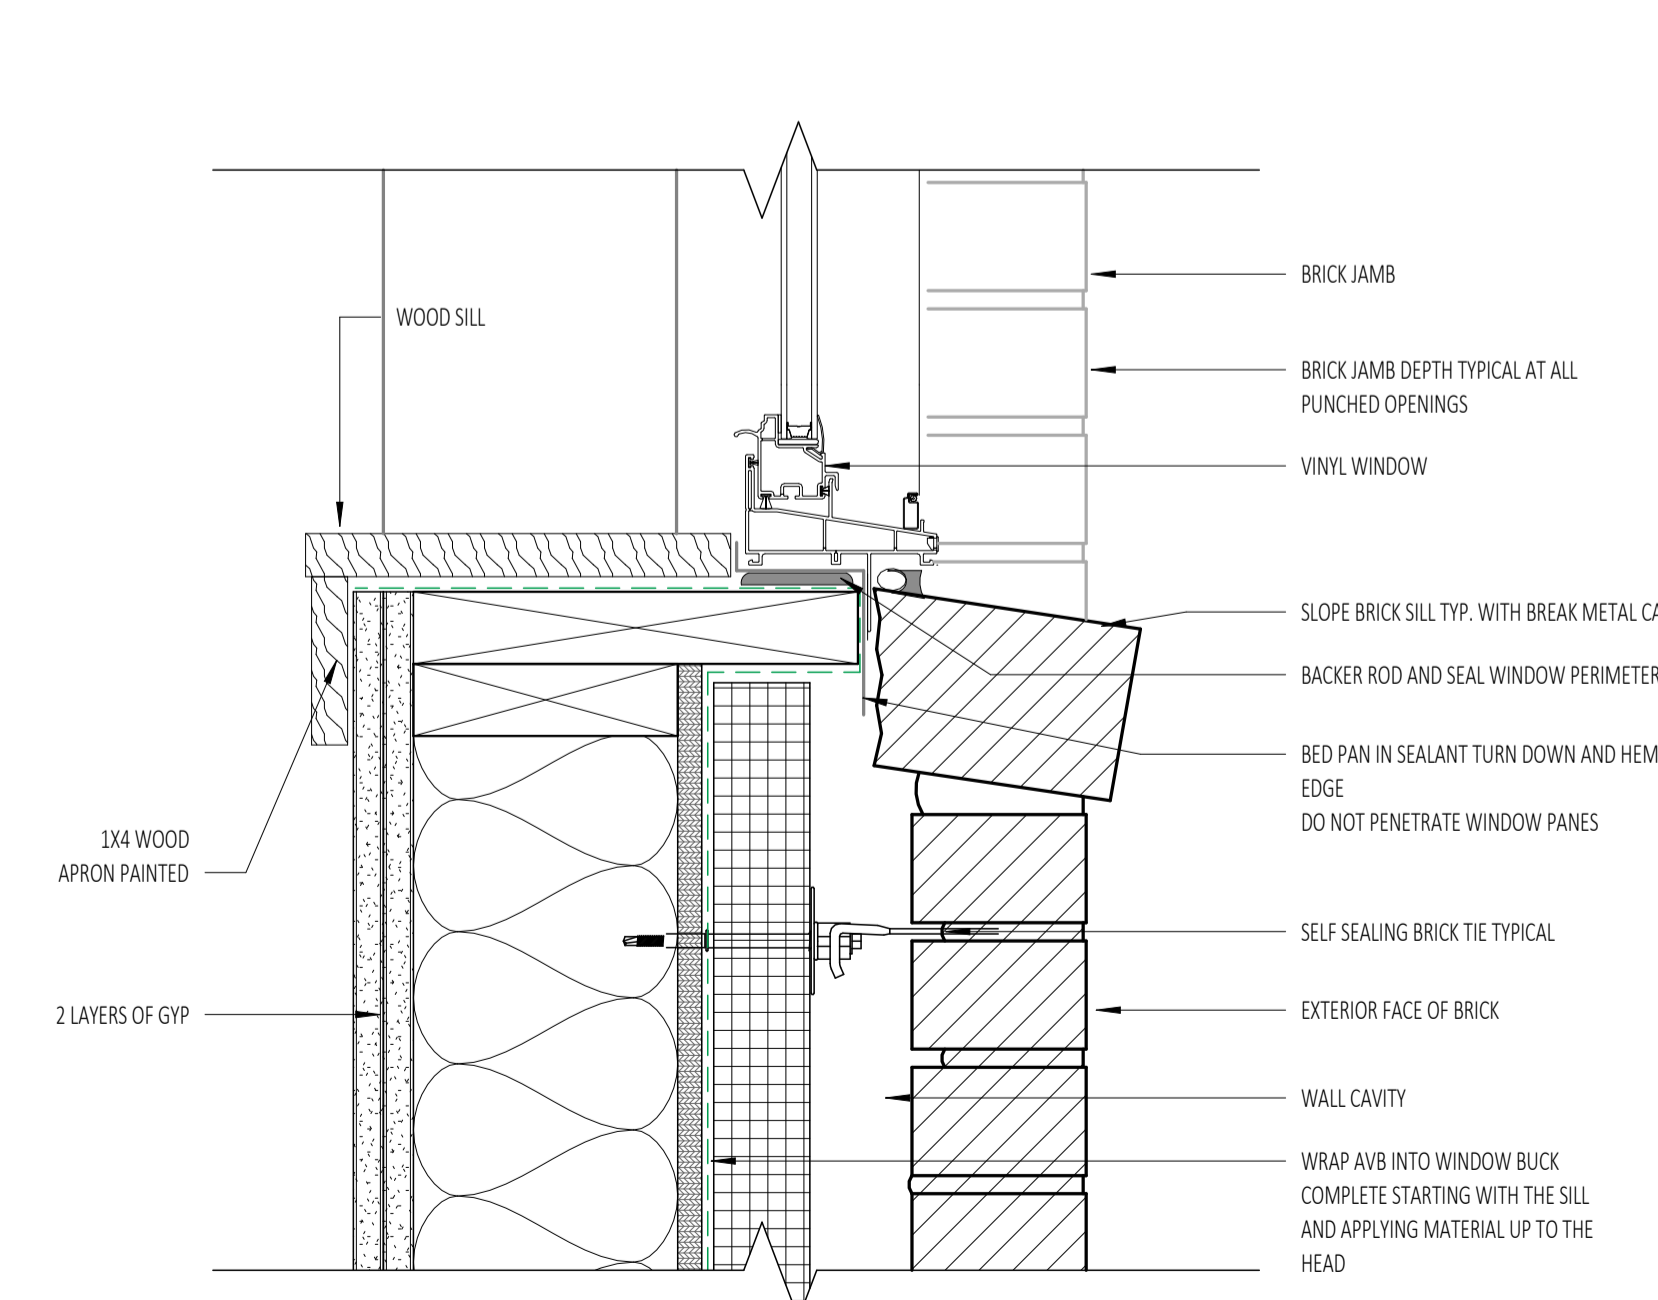 BRICK JAMB
WOOD SILL
BRICK JAMB DEPTH TYPICAL AT ALL
PUNCHED OPENINGS
VINYL WINDOW
SLOPE BRICK SILL TYP. WITH BREAK METAL CA
BACKER ROD AND SEAL WINDOW PERIMETER
BED PAN IN SEALANT TURN DOWN AND HEM
EDGE
DO NOT PENETRATE WINDOW PANES
1X4 WOOD
APRON PAINTED
SELF SEALING BRICK TIE TYPICAL
2 LAYERS OF GYP
EXTERIOR FACE OF BRICK
WALL CAVITY
WRAP AVB INTO WINDOW BUCK
COMPLETE STARTING WITH THE SILL
AND APPLYING MATERIAL UP TO THE
HEAD